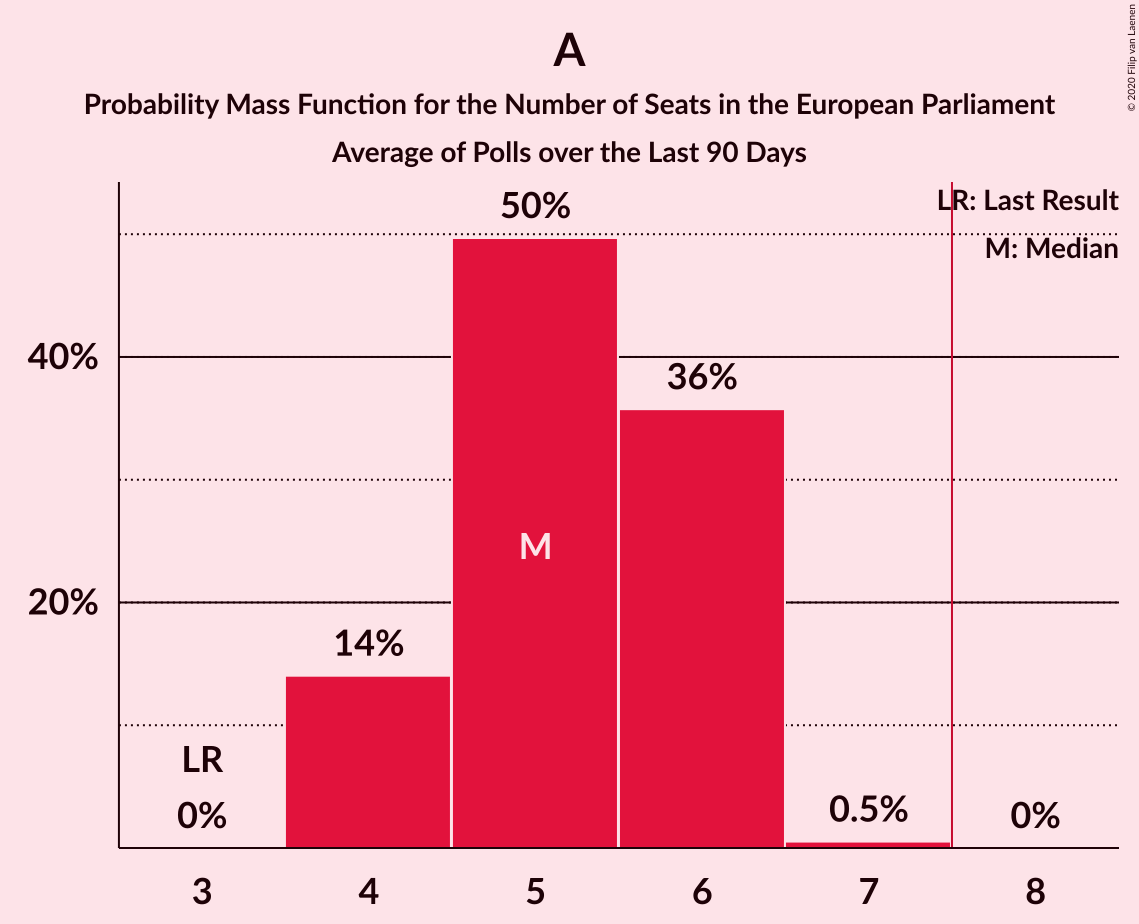 A
Probability Mass Function for the Number of Seats in the European Parliament
Average of Polls over the Last 90 Days
© 2020 Filip van Laenen
LR: Last Result
M: Median
50%
40%
36%
M
20%
14%
LR
0%
0.5%
0%
3 4 5 6 7 8